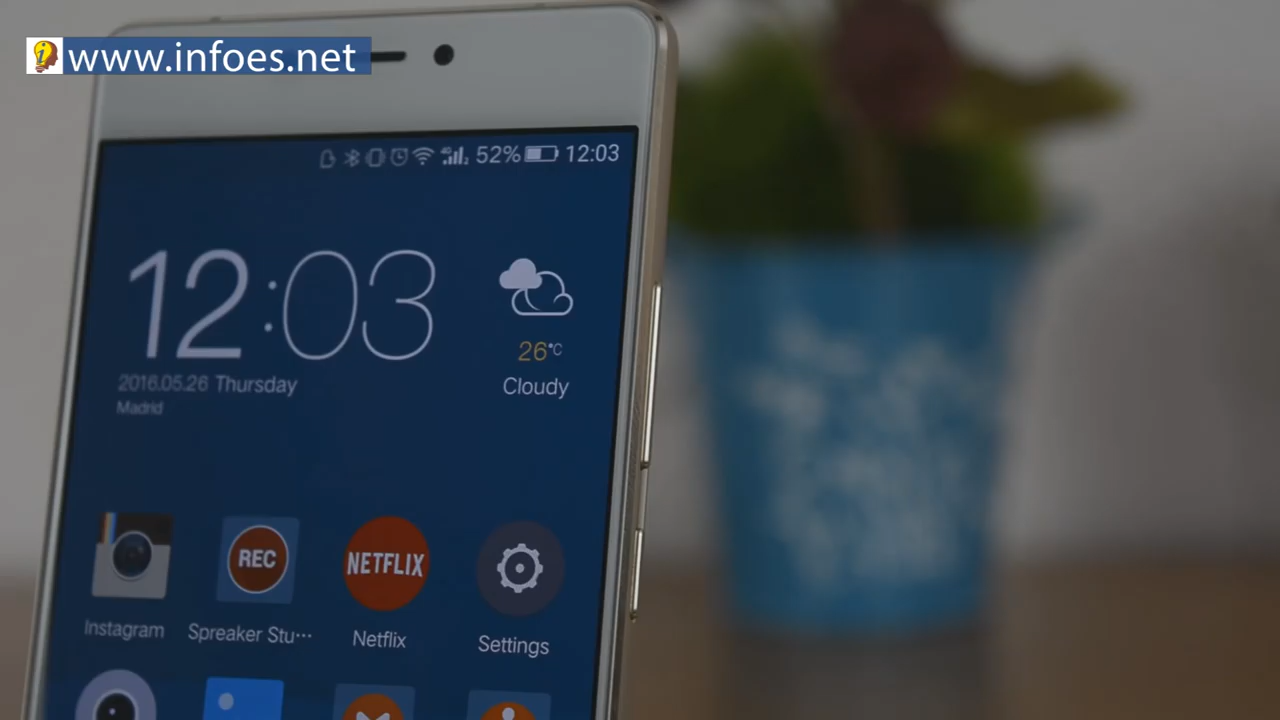 www.infoes.net
52% 12:03
12:03
26°C
2016.05.26 Thursday
Cloudy
Madrid
REC
NETFLIX
Instagram
Spreaker Stu···
Netflix
Settings